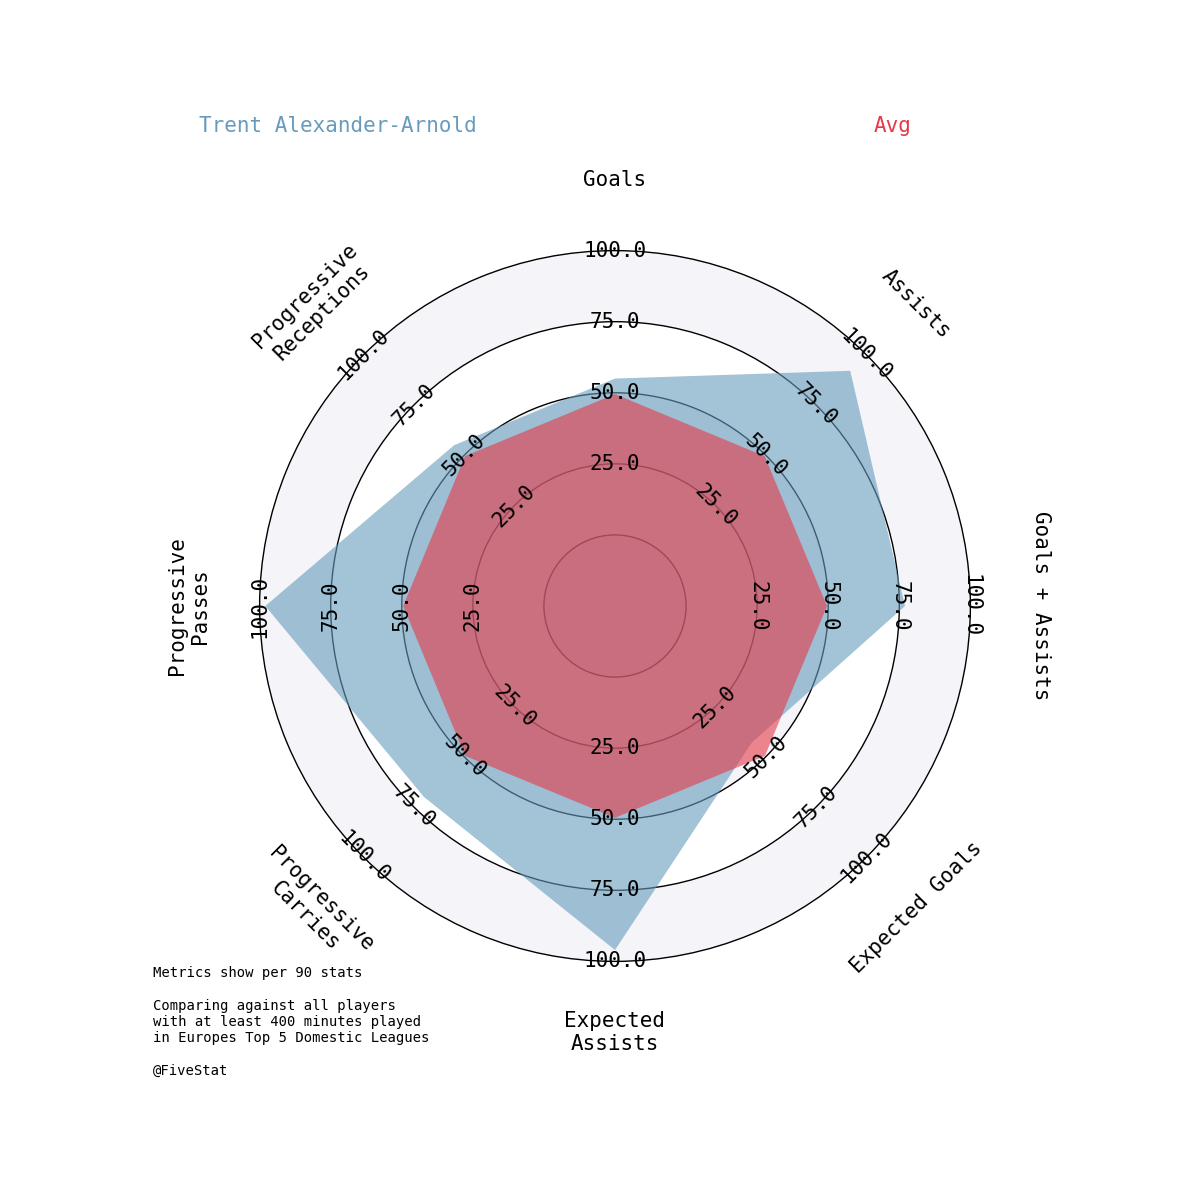 Trent Alexander-Arnold
Avg
Goals
Progressive
Receptions
Assists
100.0
100.0
100.0
75.0
75.0
75.0
50.0
50.0
50.0
25.0
25.0
25.0
Progressive
Passes
100.0
75.0
50.0
25.0
25.0
50.0
75.0
100.0
Goals + Assists
25.0
25.0
25.0
50.0
50.0
50.0
75.0
75.0
75.0
100.0
100.0
100.0
Progressive
Carries
Expected Goals
Expected
Assists
Metrics show per 90 stats
Comparing against all players
with at least 400 minutes played
in Europes Top 5 Domestic Leagues
@FiveStat